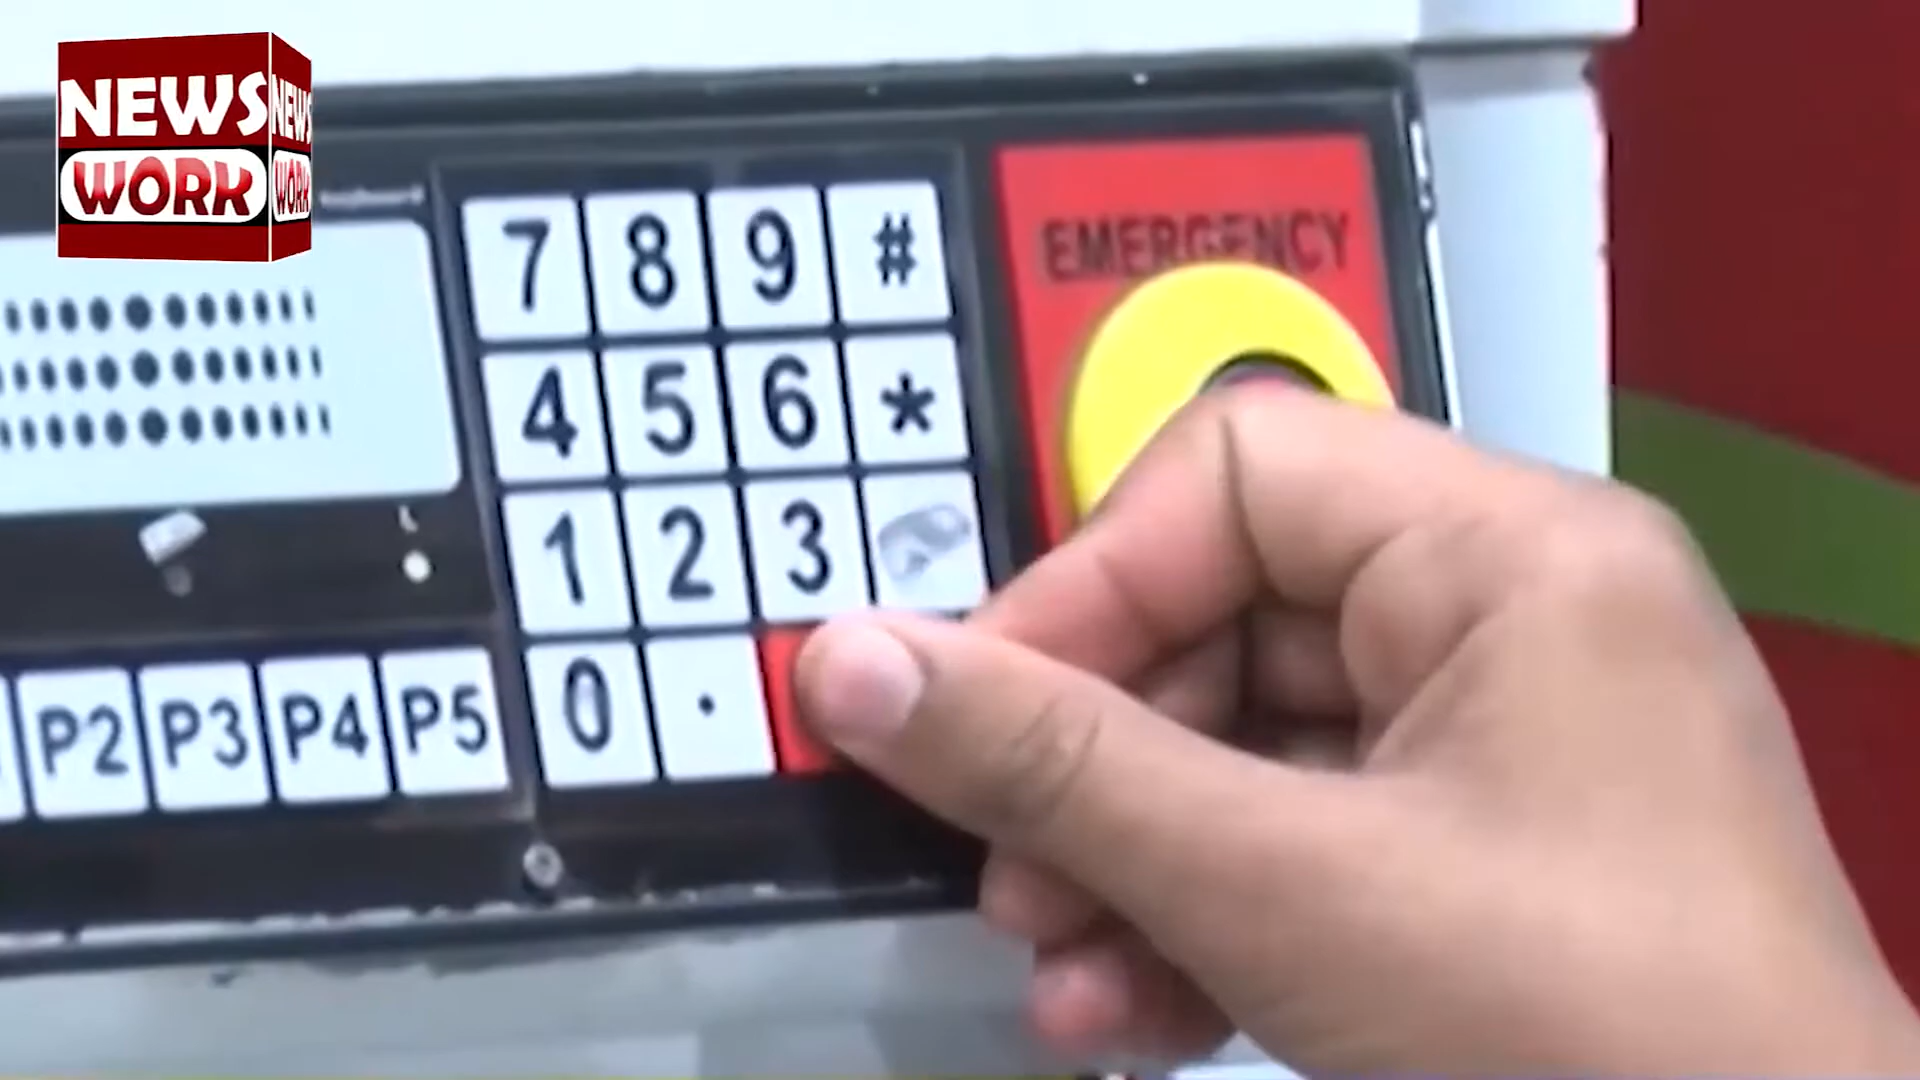 NEWS NEWS
WORK WORK
7 8 9 #
EMERGENCY
4 5 6 *
1 2 3
0 .
P2 P3 P4 P5